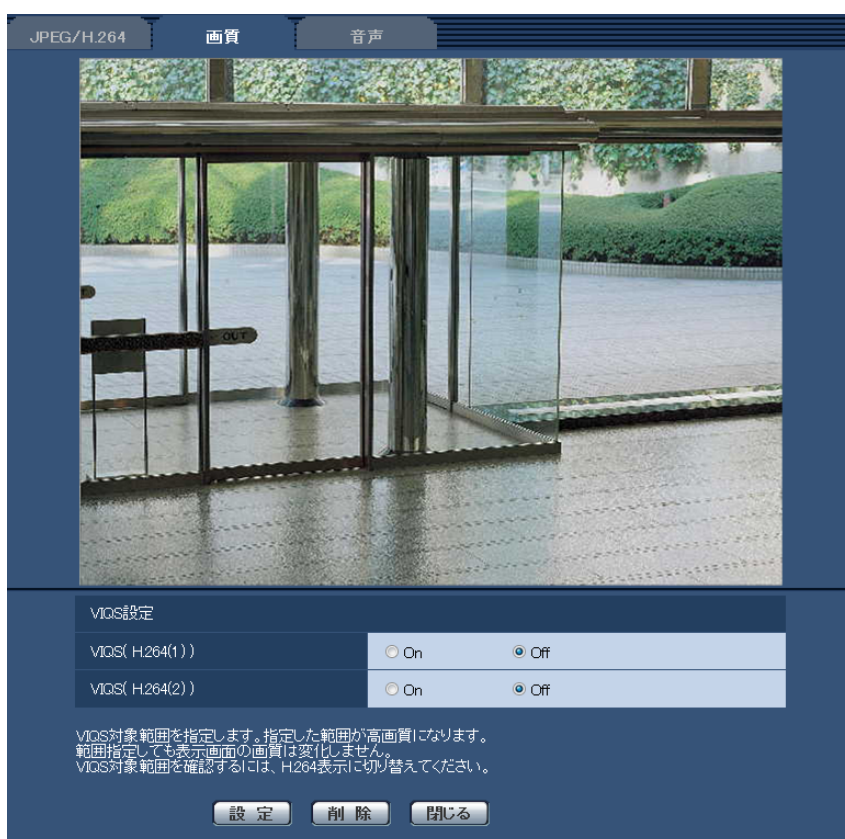 JPEG/H.264
画質
音声
OUT
VIQS設定
VIQS( H.264(1) )
On
Off
VIQS( H.264(2) )
On
Off
VIQS対象範囲を指定します。指定した範囲が高画質になります。
範囲指定しても表示画面の画質は変化しません。
VIQS対象範囲を確認するには、H.264表示に切り替えてください。
設 定
削 除
閉じる